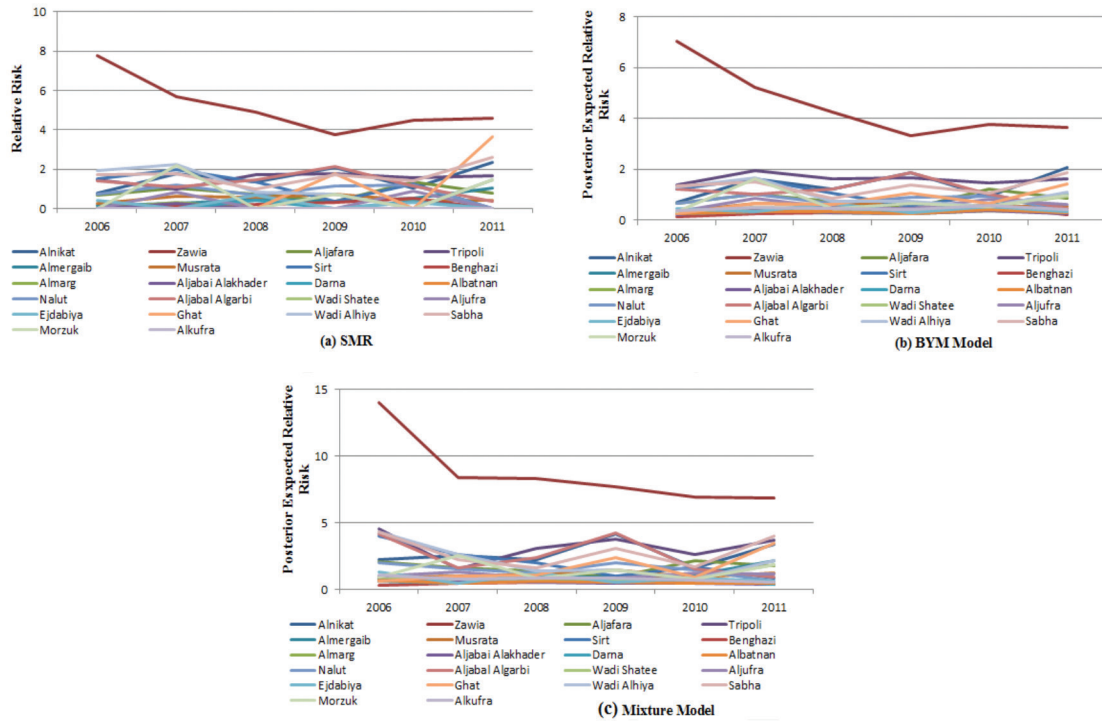 Relative Risk
10
8
6
4
2
0
2006 2007 2008 2009 2010 2011
Alnikat Zawia Aljafara Tripoli
Almergaib Musrata Sirt Benghazi
Almarg Aljabai Alakhader Darna Albatnan
Nalut Aljabal Algarbi Wadi Shatee Aljufra
Ejdabiya Ghat Wadi Alhiya Sabha
Morzuk Alkufra
(a) SMR
Posterior Esxpected Relative
Risk
8
6
4
2
0
2006 2007 2008 2009 2010 2011
Alnikat Zawia Aljafara Tripoli
Almergaib Musrata Sirt Benghazi
Almarg Aljabai Alakhader Darna Albatnan
Nalut Aljabal Algarbi Wadi Shatee Aljufra
Ejdabiya Ghat Wadi Alhiya Sabha
Morzuk Alkufra
(b) BYM Model
Posterior Esxpected Relative
Risk
15
10
5
0
2006 2007 2008 2009 2010 2011
Alnikat Zawia Aljafara Tripoli
Almergaib Musrata Sirt Benghazi
Almarg Aljabai Alakhader Darna Albatnan
Nalut Aljabal Algarbi Wadi Shatee Aljufra
Ejdabiya Ghat Wadi Alhiya Sabha
Morzuk Alkufra
(c) Mixture Model